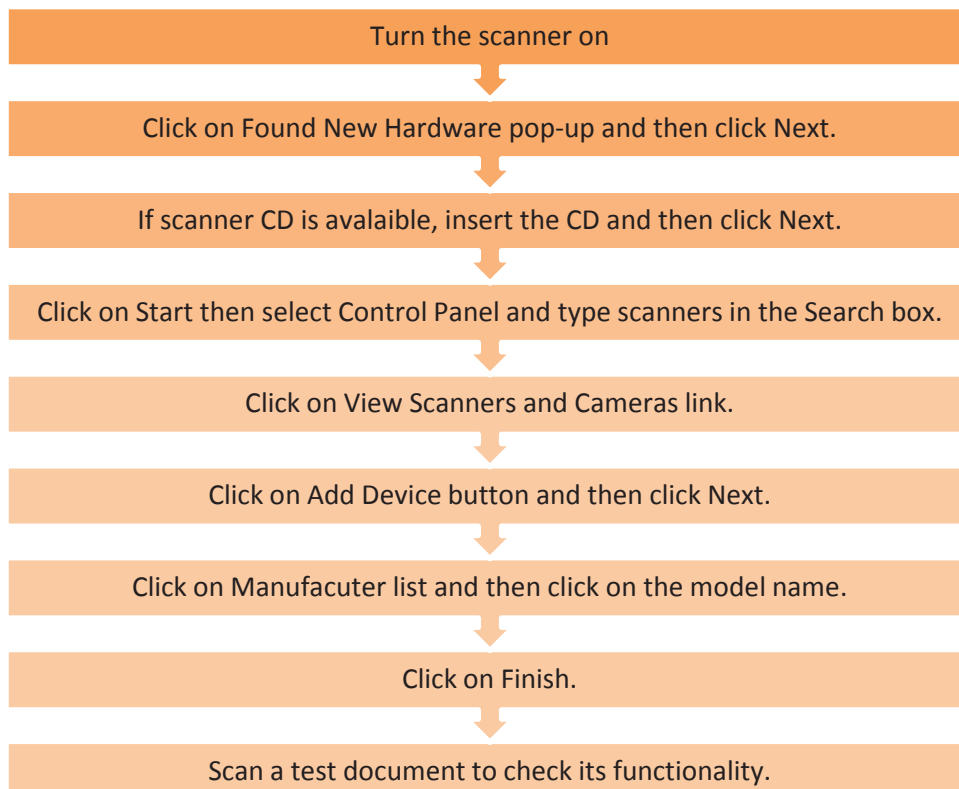 Turn the scanner on
Click on Found New Hardware pop-up and then click Next.
If scanner CD is avalaible, insert the CD and then click Next.
Click on Start then select Control Panel and type scanners in the Search box.
Click on View Scanners and Cameras link.
Click on Add Device button and then click Next.
Click on Manufacuter list and then click on the model name.
Click on Finish.
Scan a test document to check its functionality.